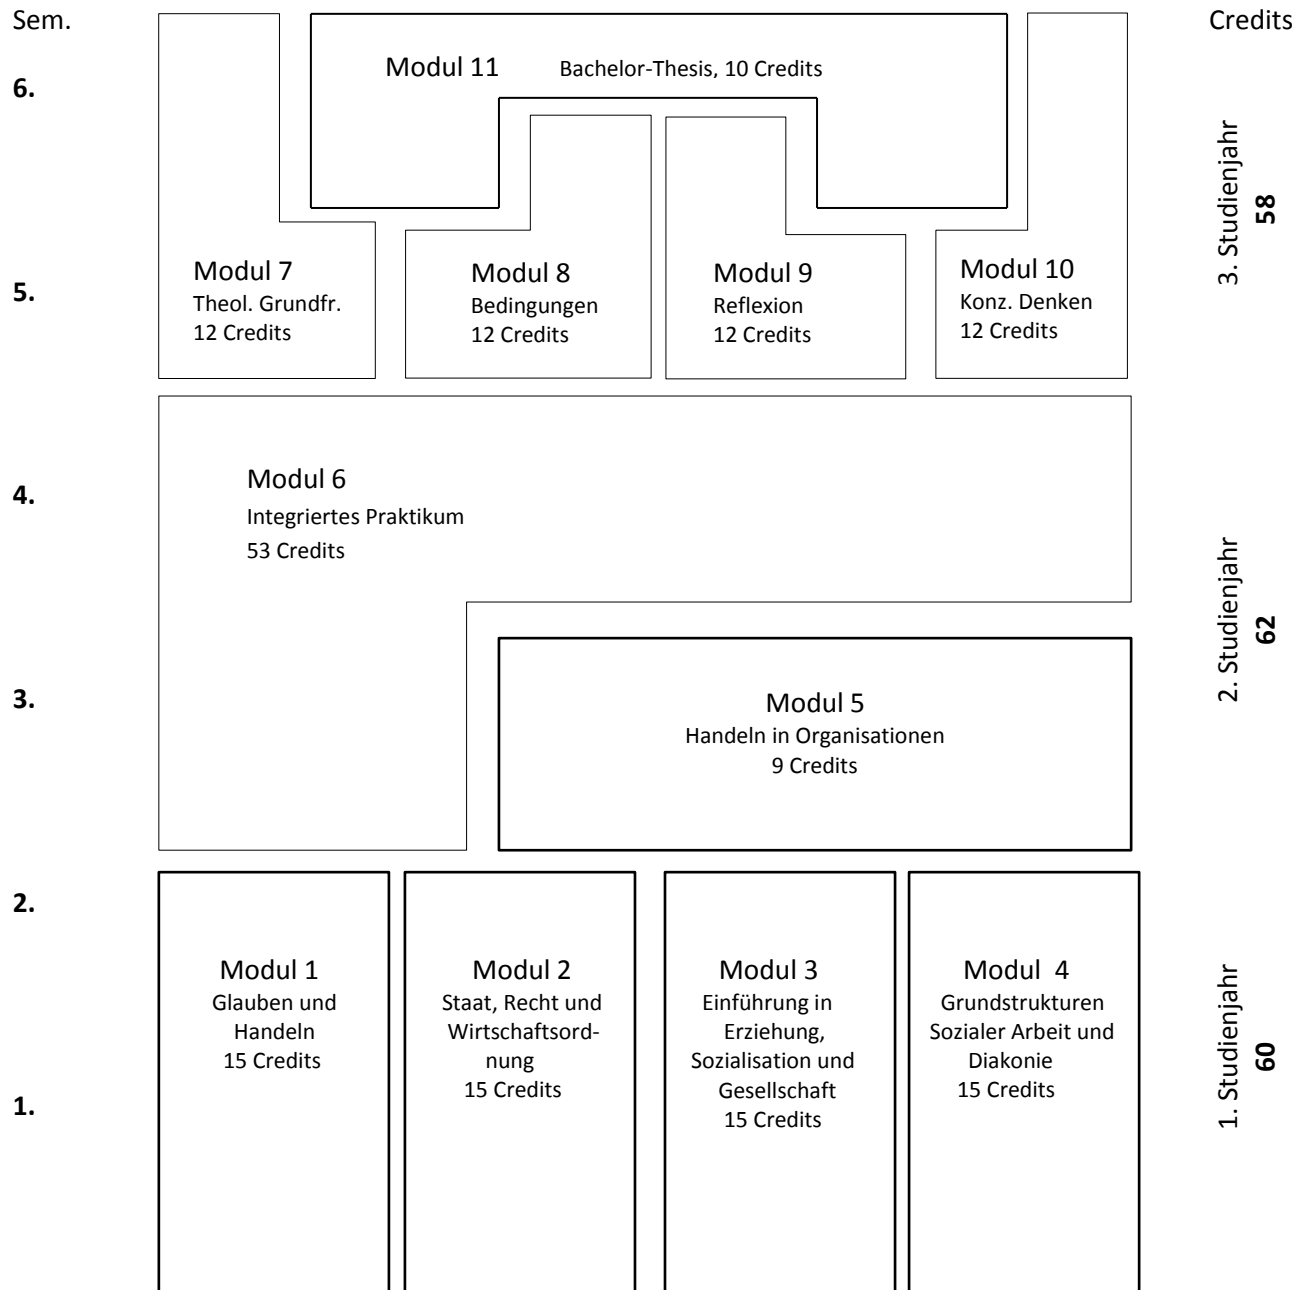 Sem.
Credits
Modul 11
Bachelor-Thesis, 10 Credits
6.
3. Studienjahr
58
Modul 7
Theol. Grundfr.
12 Credits
Modul 8
Bedingungen
12 Credits
Modul 9
Reflexion
12 Credits
Modul 10
Konz. Denken
12 Credits
5.
Modul 6
Integriertes Praktikum
53 Credits
4.
2. Studienjahr
62
3.
Modul 5
Handeln in Organisationen
9 Credits
2.
Modul 1
Glauben und
Handeln
15 Credits
Modul 2
Staat, Recht und
Wirtschaftsord-
nung
15 Credits
Modul 3
Einführung in
Erziehung,
Sozialisation und
Gesellschaft
15 Credits
Modul 4
Grundstrukturen
Sozialer Arbeit und
Diakonie
15 Credits
1. Studienjahr
60
1.